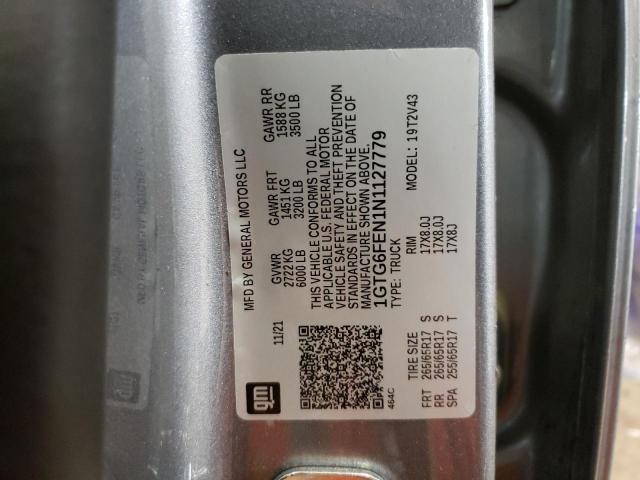 MFD BY GENERAL MOTORS LLC
11/21 GVWR GAWR FRT GAWR RR
2722 KG 1451 KG 1588 KG
6000 LB 3200 LB 3500 LB
THIS VEHICLE CONFORMS TO ALL
APPLICABLE U.S. FEDERAL MOTOR
VEHICLE SAFETY AND THEFT PREVENTION
STANDARDS IN EFFECT ON THE DATE OF
MANUFACTURE SHOWN ABOVE.
1GTG6FEN1N1127779
TYPE: TRUCK MODEL: 19T2V43
gm
464C
TIRE SIZE RIM
FRT 265/65R17 S 17X8.0J
RR 265/65R17 S 17X8.0J
SPA 255/65R17 T 17X8J